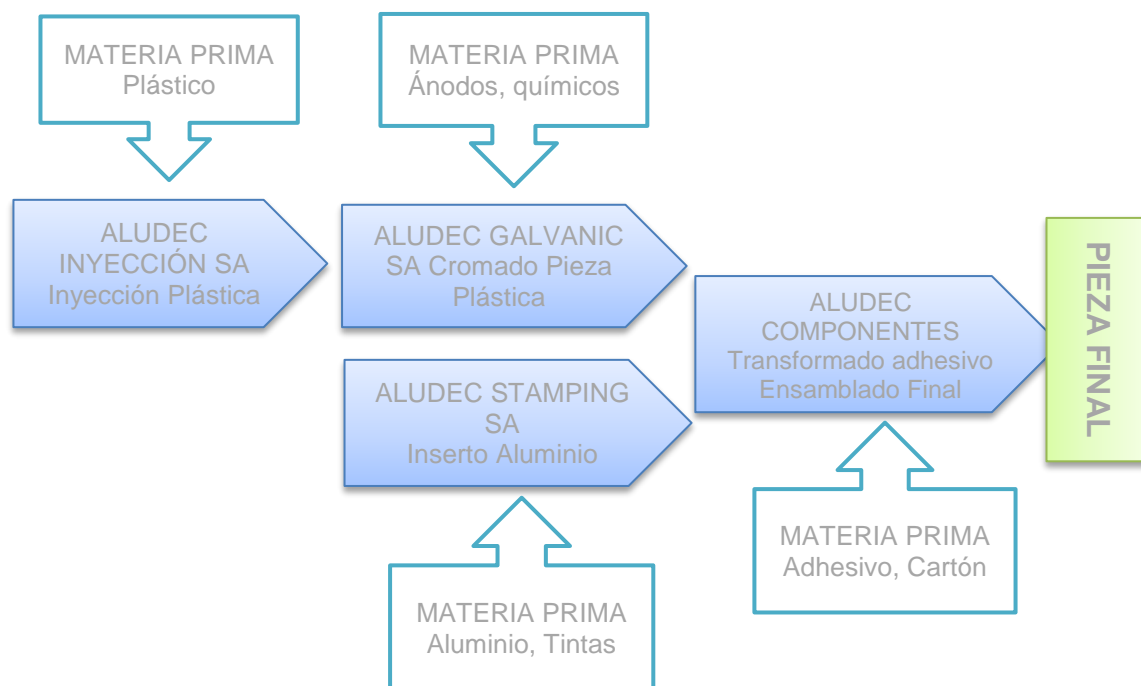 MATERIA PRIMA
Plástico
MATERIA PRIMA
Ánodos, químicos
ALUDEC
INYECCIÓN SA
Inyección Plástica
ALUDEC GALVANIC
SA Cromado Pieza
Plástica
ALUDEC STAMPING
SA
Inserto Aluminio
ALUDEC
COMPONENTES
Transformado adhesivo
Ensamblado Final
PIEZA FINAL
MATERIA PRIMA
Aluminio, Tintas
MATERIA PRIMA
Adhesivo, Cartón